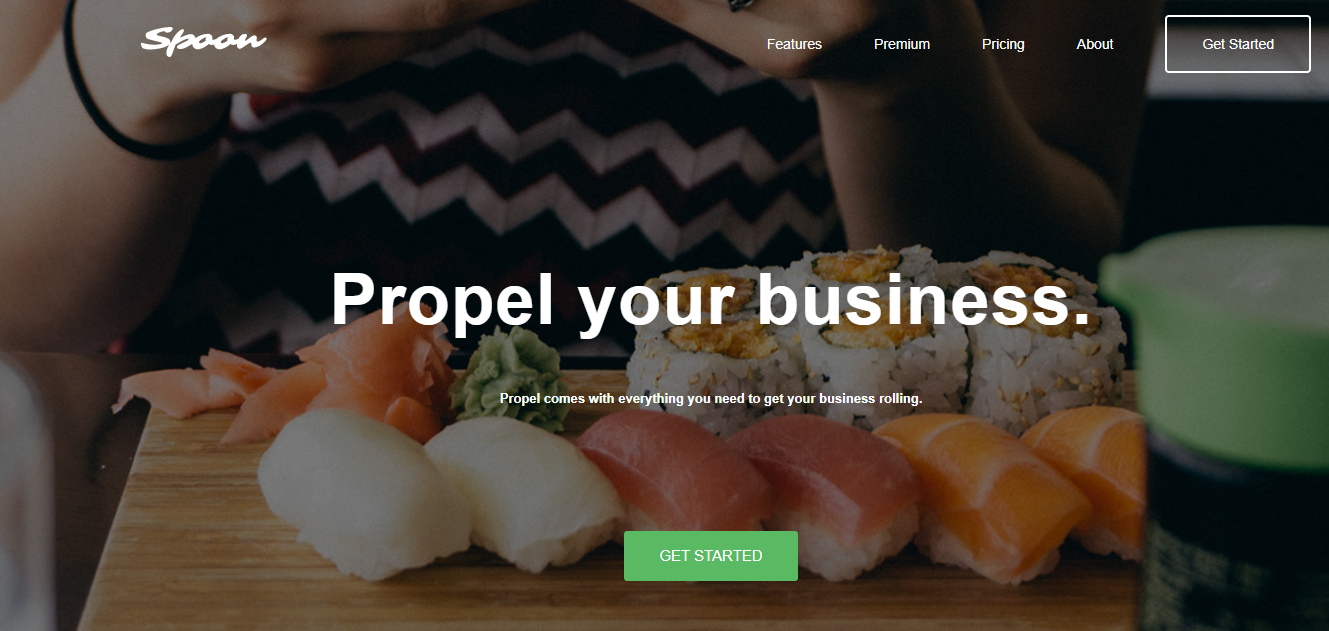 Spoon
Features
Premium
Pricing
About
Get Started
Propel your business.
Propel comes with everything you need to get your business rolling.
GET STARTED